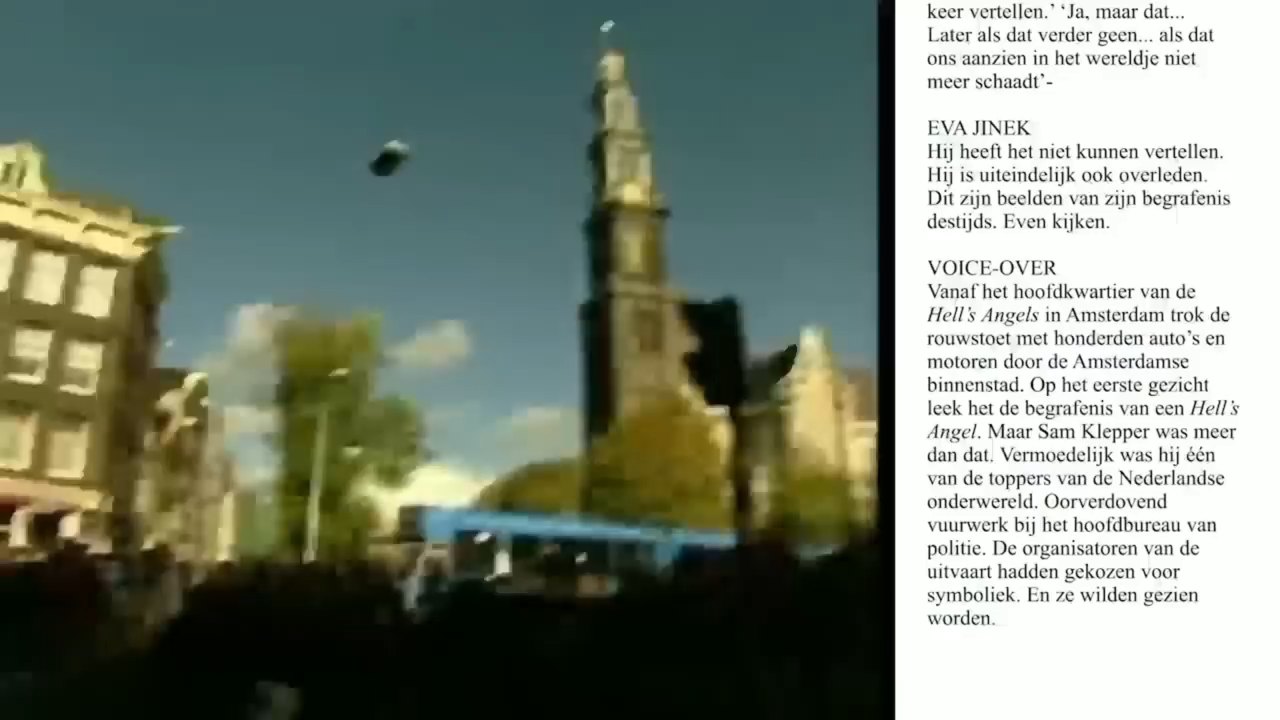 keer vertellen.’ ‘Ja, maar dat...
Later als dat verder geen... als dat
ons aanzien in het wereldje niet
meer schaadt’-
EVA JINEK
Hij heeft het niet kunnen vertellen.
Hij is uiteindelijk ook overleden.
Dit zijn beelden van zijn begrafenis
destijds. Even kijken.
VOICE-OVER
Vanaf het hoofdkwartier van de
Hell’s Angels in Amsterdam trok de
rouwstoet met honderden auto’s en
motoren door de Amsterdamse
binnenstad. Op het eerste gezicht
leek het de begrafenis van een Hell’s
Angel. Maar Sam Klepper was meer
dan dat. Vermoedelijk was hij één
van de toppers van de Nederlandse
onderwereld. Oorverdovend
vuurwerk bij het hoofdbureau van
politie. De organisatoren van de
uitvaart hadden gekozen voor
symboliek. En ze wilden gezien
worden.